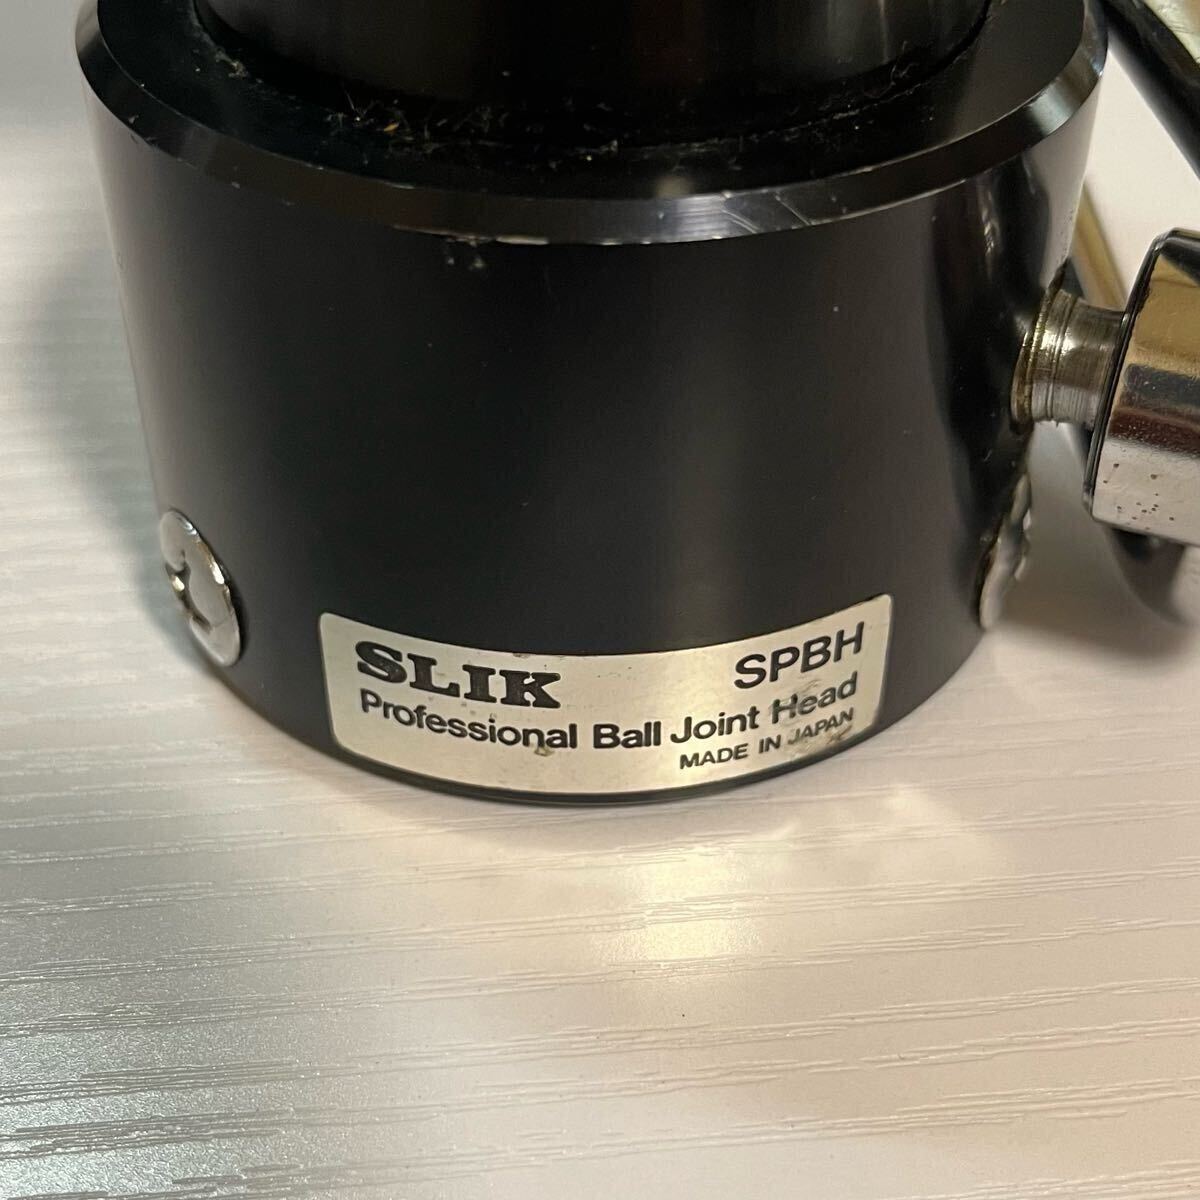 SLIK SPBH
Professional Ball Joint Head
MADE IN JAPAN